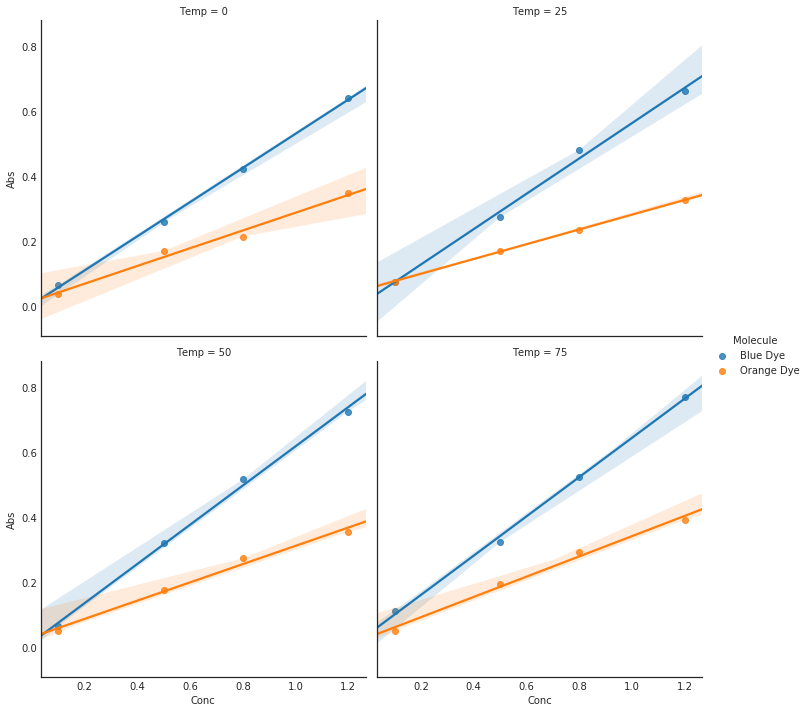 Temp = 0
Temp = 25
0.8
0.6
0.4
0.2
0.0
Abs
Temp = 50
Temp = 75
0.8
0.6
0.4
0.2
0.0
Abs
0.2 0.4 0.6 0.8 1.0 1.2
Conc
0.2 0.4 0.6 0.8 1.0 1.2
Conc
Molecule
Blue Dye
Orange Dye